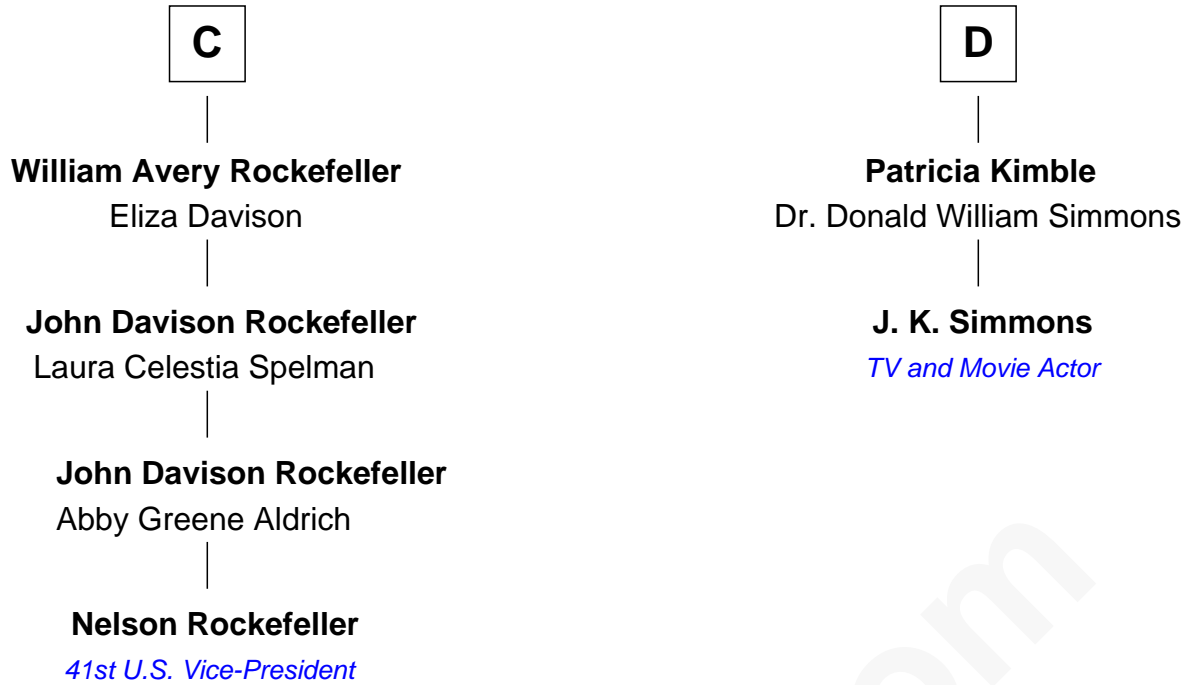 C
William Avery Rockefeller
Eliza Davison
John Davison Rockefeller
Laura Celestia Spelman
John Davison Rockefeller
Abby Greene Aldrich
Nelson Rockefeller
41st U.S. Vice-President
D
Patricia Kimble
Dr. Donald William Simmons
J. K. Simmons
TV and Movie Actor
om